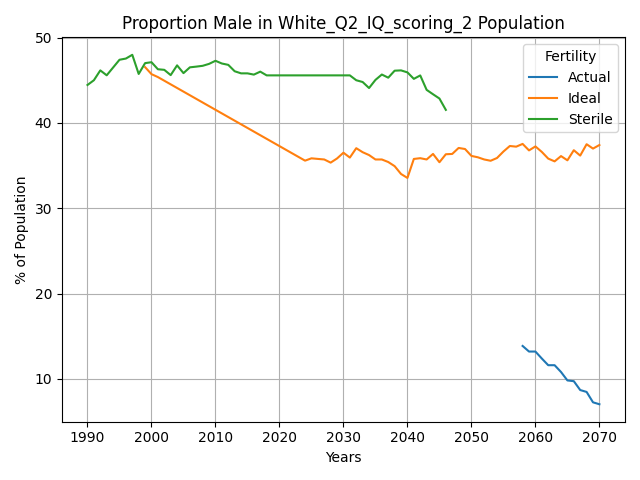 Proportion Male in White_Q2_IQ_scoring_2 Population
Fertility
Actual
Ideal
Sterile
% of Population
50
40
30
20
10
1990 2000 2010 2020 2030 2040 2050 2060 2070
Years